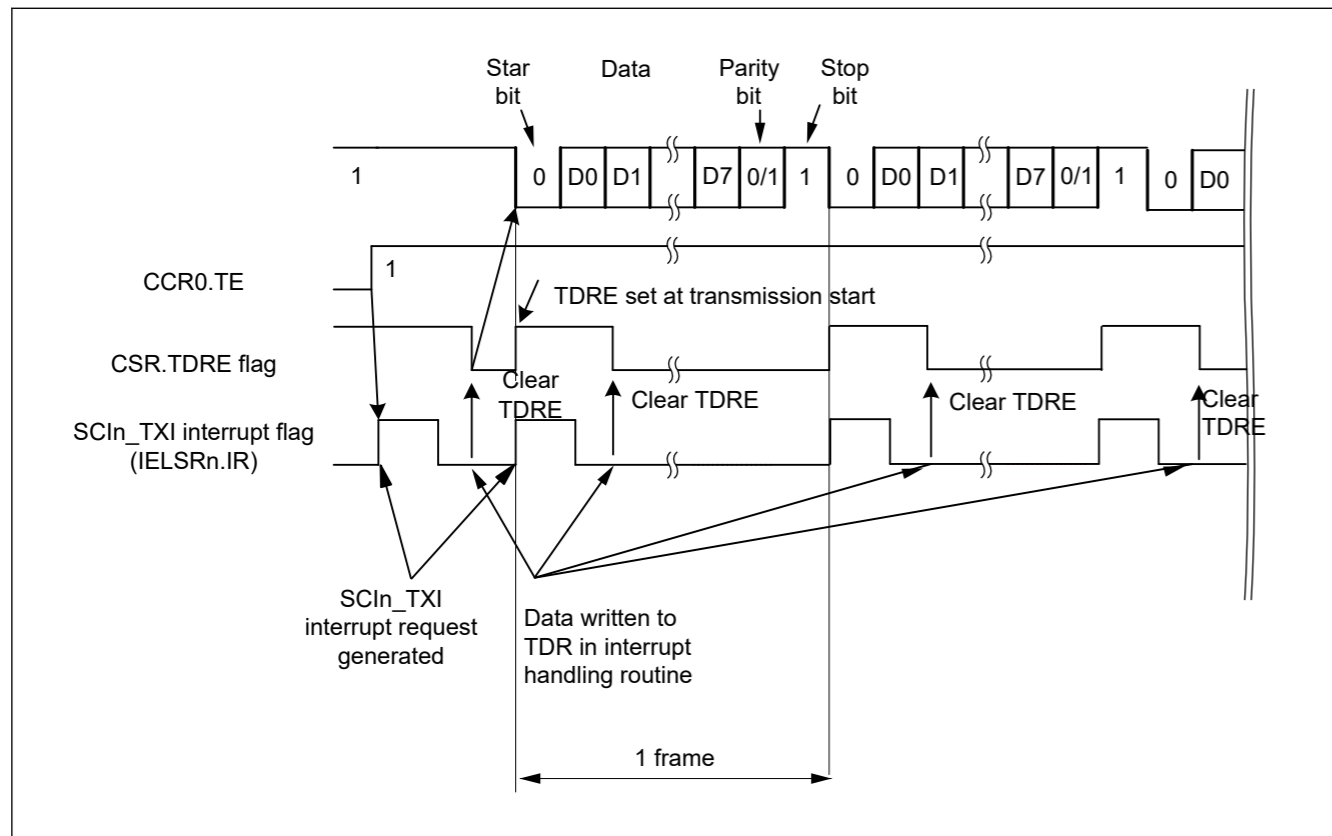 Star bit
Data
Parity bit
Stop bit
1
0 D0 D1 D7 0/1 1 0 D0 D1 D7 0/1 1 0 D0
CCR0.TE
1
TDRE set at transmission start
CSR.TDRE flag
Clear TDRE
Clear TDRE
Clear TDRE
Clear TDRE
SCIn_TXI interrupt flag
(IELSRn.IR)
SCIn_TXI
interrupt request
generated
Data written to
TDR in interrupt
handling routine
1 frame